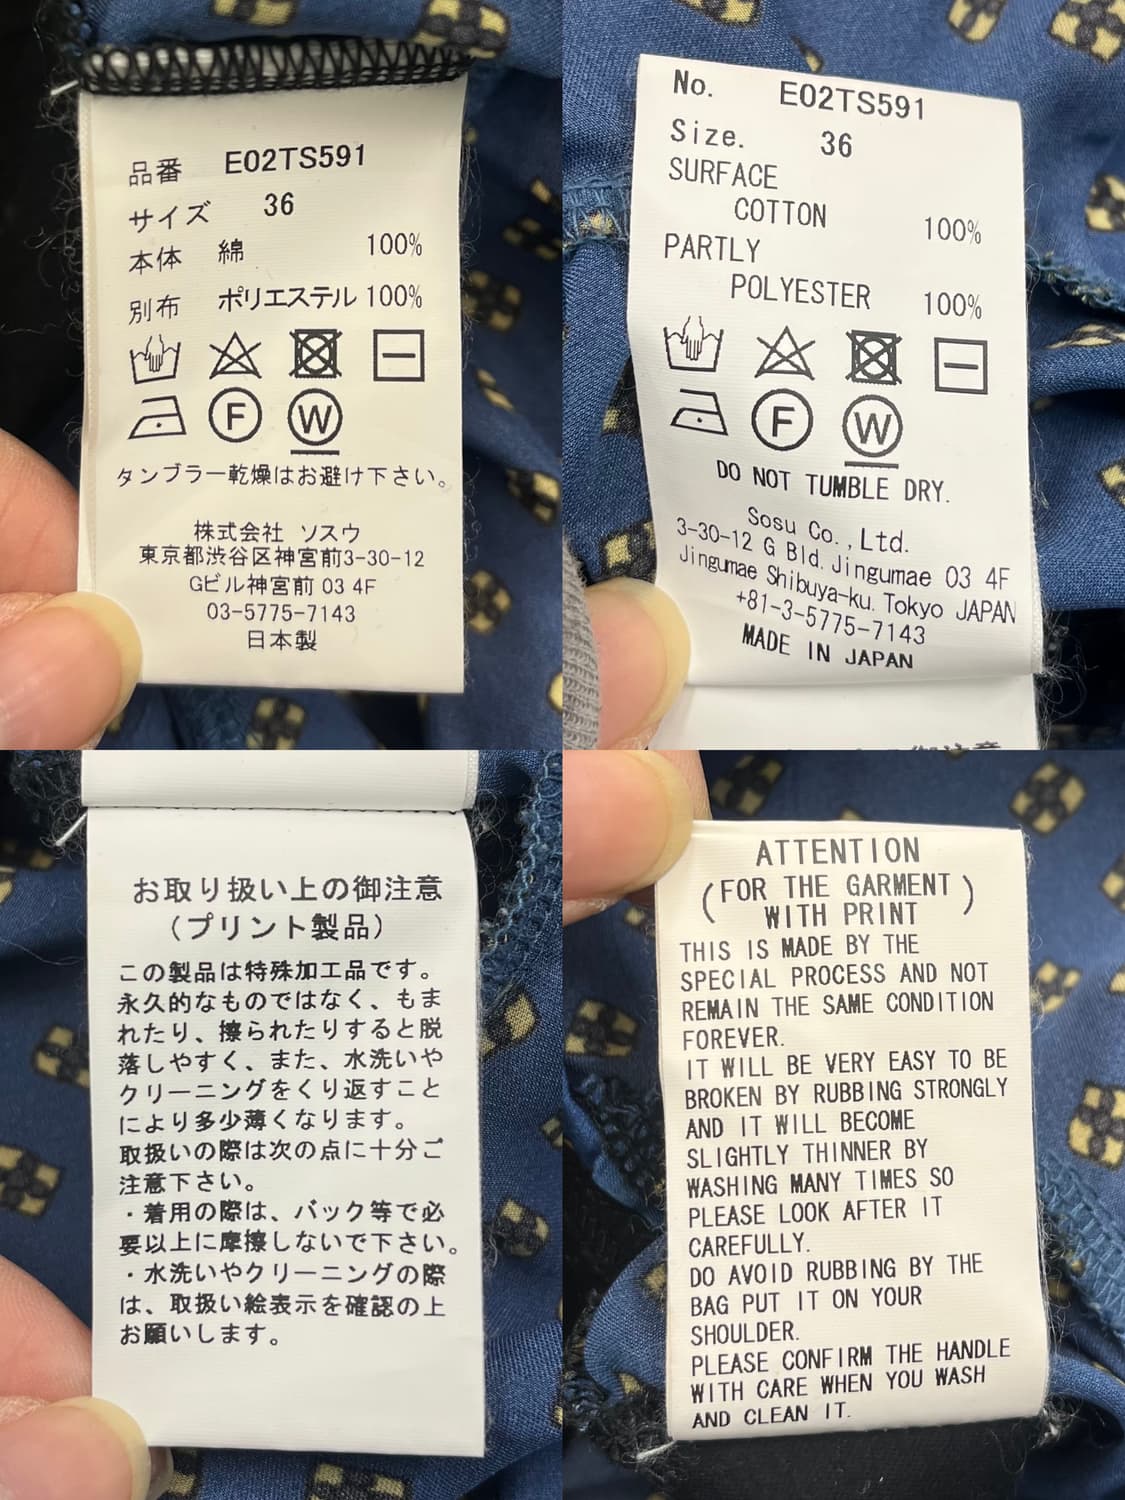 品番 E02TS591
サイズ 36
本体 綿 100%
別布 ポリエステル 100%
F W
タンブラー乾燥はお避け下さい。
株式会社 ソスウ
東京都渋谷区神宮前3-30-12
Gビル神宮前 03 4F
03-5775-7143
日本製
No. E02TS591
Size. 36
SURFACE
COTTON 100%
PARTLY
POLYESTER 100%
F W
DO NOT TUMBLE DRY.
Sosu Co.,Ltd.
3-30-12 G Bld.Jingumae 03 4F
Jingumae Shibuya-ku.Tokyo JAPAN
+81-3-5775-7143
MADE IN JAPAN
お取り扱い上の御注意
(プリント製品)
この製品は特殊加工品です。
永久的なものではなく、もま
れたり、擦られたりすると脱
落しやすく、また、水洗いや
クリーニングをくり返すこと
により多少薄くなります。
取扱いの際は次の点に十分ご
注意下さい。
・着用の際は、バック等で必
要以上に摩擦しないで下さい。
・水洗いやクリーニングの際
は、取扱い絵表示を確認の上
お願いします。
ATTENTION
(FOR THE GARMENT
WITH PRINT)
THIS IS MADE BY THE
SPECIAL PROCESS AND NOT
REMAIN THE SAME CONDITION
FOREVER.
IT WILL BE VERY EASY TO BE
BROKEN BY RUBBING STRONGLY
AND IT WILL BECOME
SLIGHTLY THINNER BY
WASHING MANY TIMES SO
PLEASE LOOK AFTER IT
CAREFULLY.
DO AVOID RUBBING BY THE
BAG PUT IT ON YOUR
SHOULDER.
PLEASE CONFIRM THE HANDLE
WITH CARE WHEN YOU WASH
AND CLEAN IT.